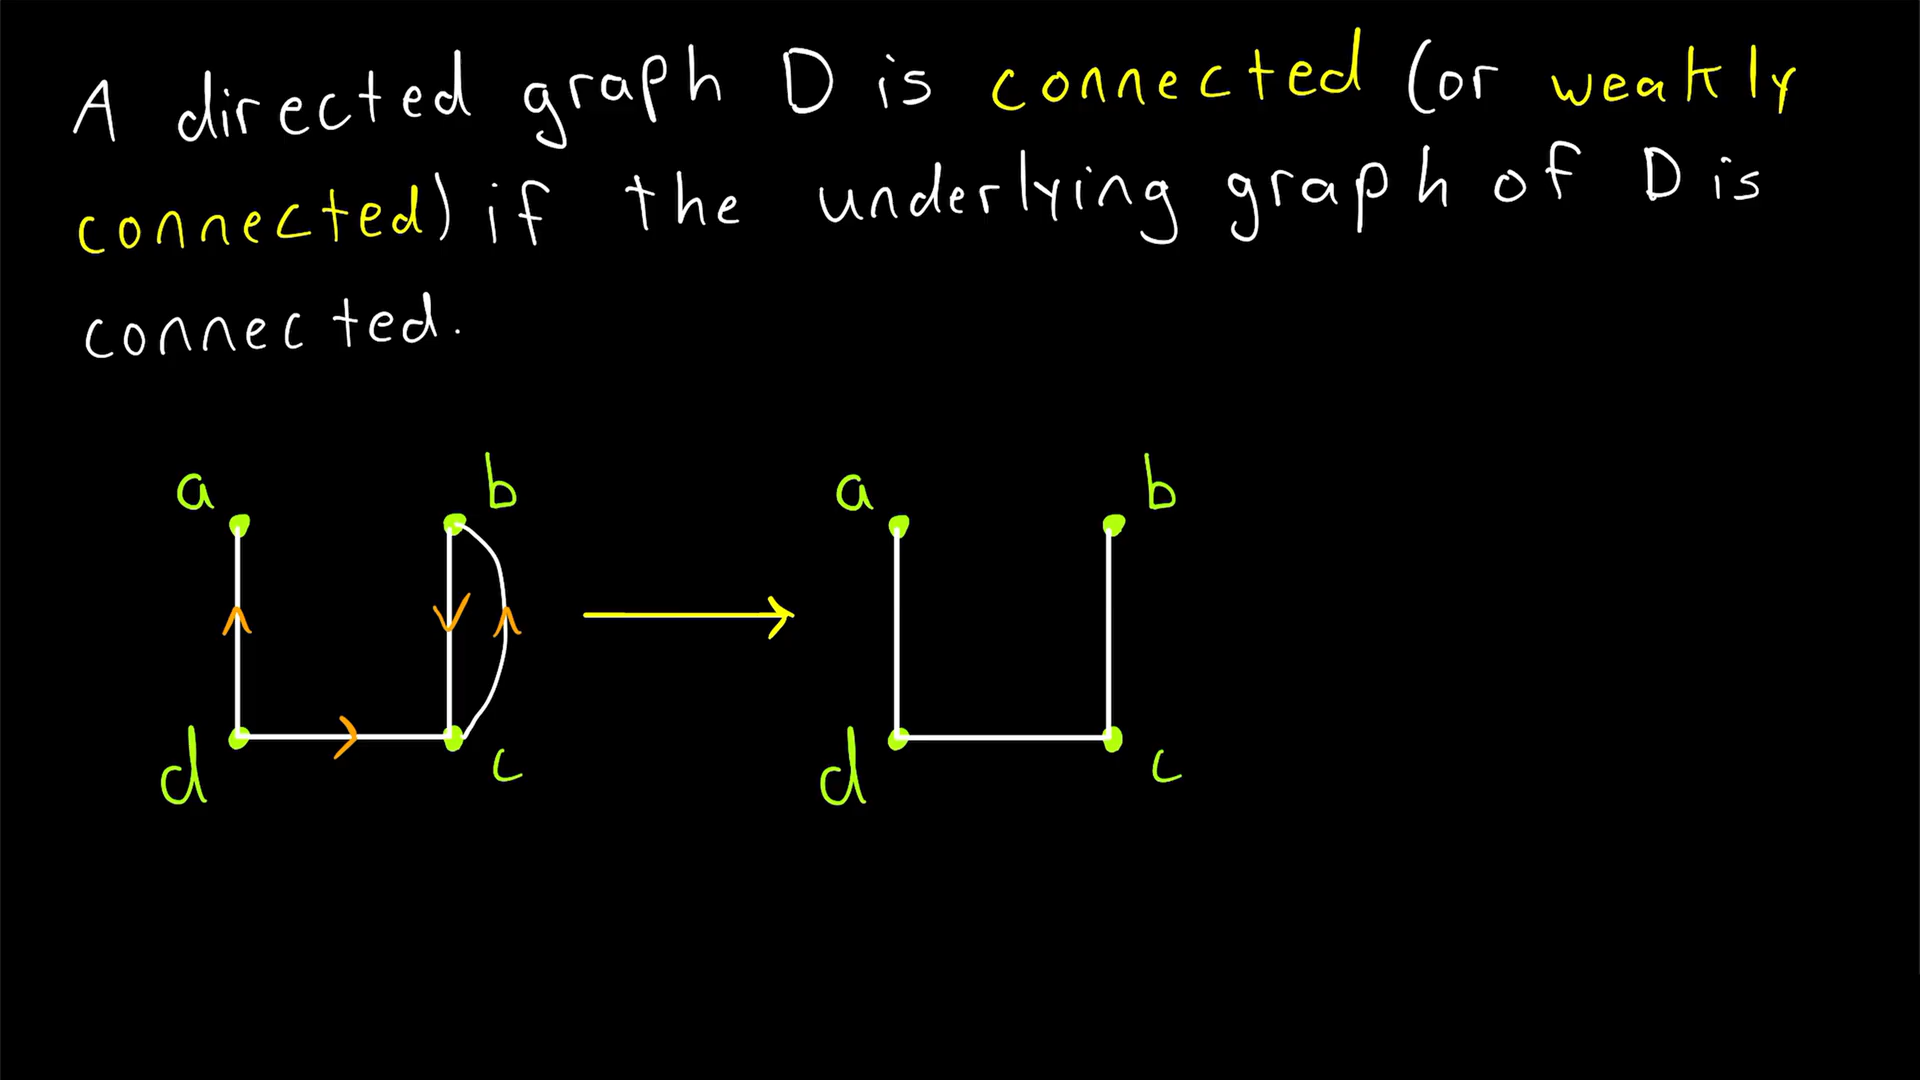 A directed graph D is connected (or weakly
connected) if the underlying graph of D is
connected.
a b a b
d c d c